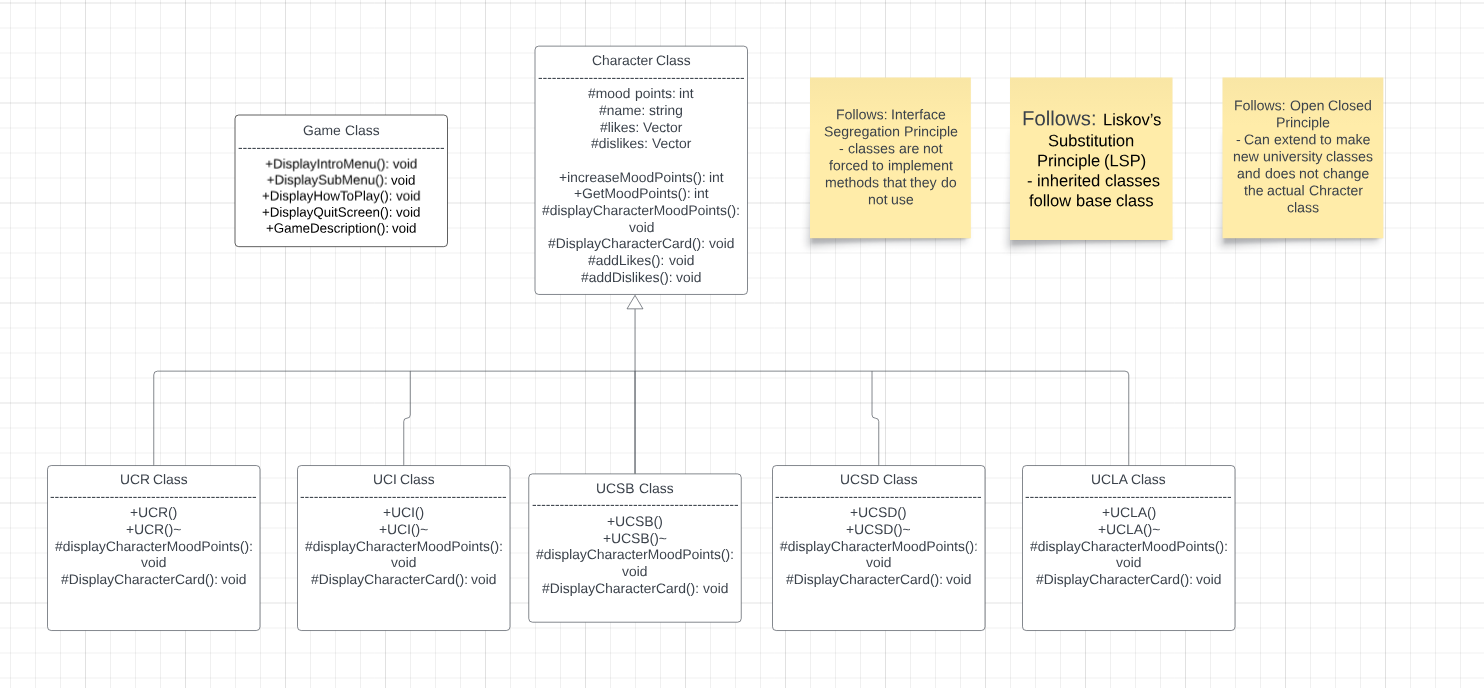 Character Class
#mood points: int
#name: string
#likes: Vector
#dislikes: Vector
+increaseMoodPoints(): int
+GetMoodPoints(): int
#displayCharacterMoodPoints():
void
#DisplayCharacterCard(): void
#addLikes(): void
#addDislikes(): void
Game Class
+DisplayIntroMenu(): void
+DisplaySubMenu(): void
+DisplayHowToPlay(): void
+DisplayQuitScreen(): void
+GameDescription(): void
Follows: Interface
Segregation Principle
- classes are not
forced to implement
methods that they do
not use
Follows: Liskov's
Substitution
Principle (LSP)
- inherited classes
follow base class
Follows: Open Closed
Principle
- Can extend to make
new university classes
and does not change
the actual Chracter
class
UCR Class
+UCR()
+UCR()~
#displayCharacterMoodPoints():
void
#DisplayCharacterCard(): void
UCI Class
+UCI()
+UCI()~
#displayCharacterMoodPoints():
void
#DisplayCharacterCard(): void
UCSB Class
+UCSB()
+UCSB()~
#displayCharacterMoodPoints():
void
#DisplayCharacterCard(): void
UCSD Class
+UCSD()
+UCSD()~
#displayCharacterMoodPoints():
void
#DisplayCharacterCard(): void
UCLA Class
+UCLA()
+UCLA()~
#displayCharacterMoodPoints():
void
#DisplayCharacterCard(): void